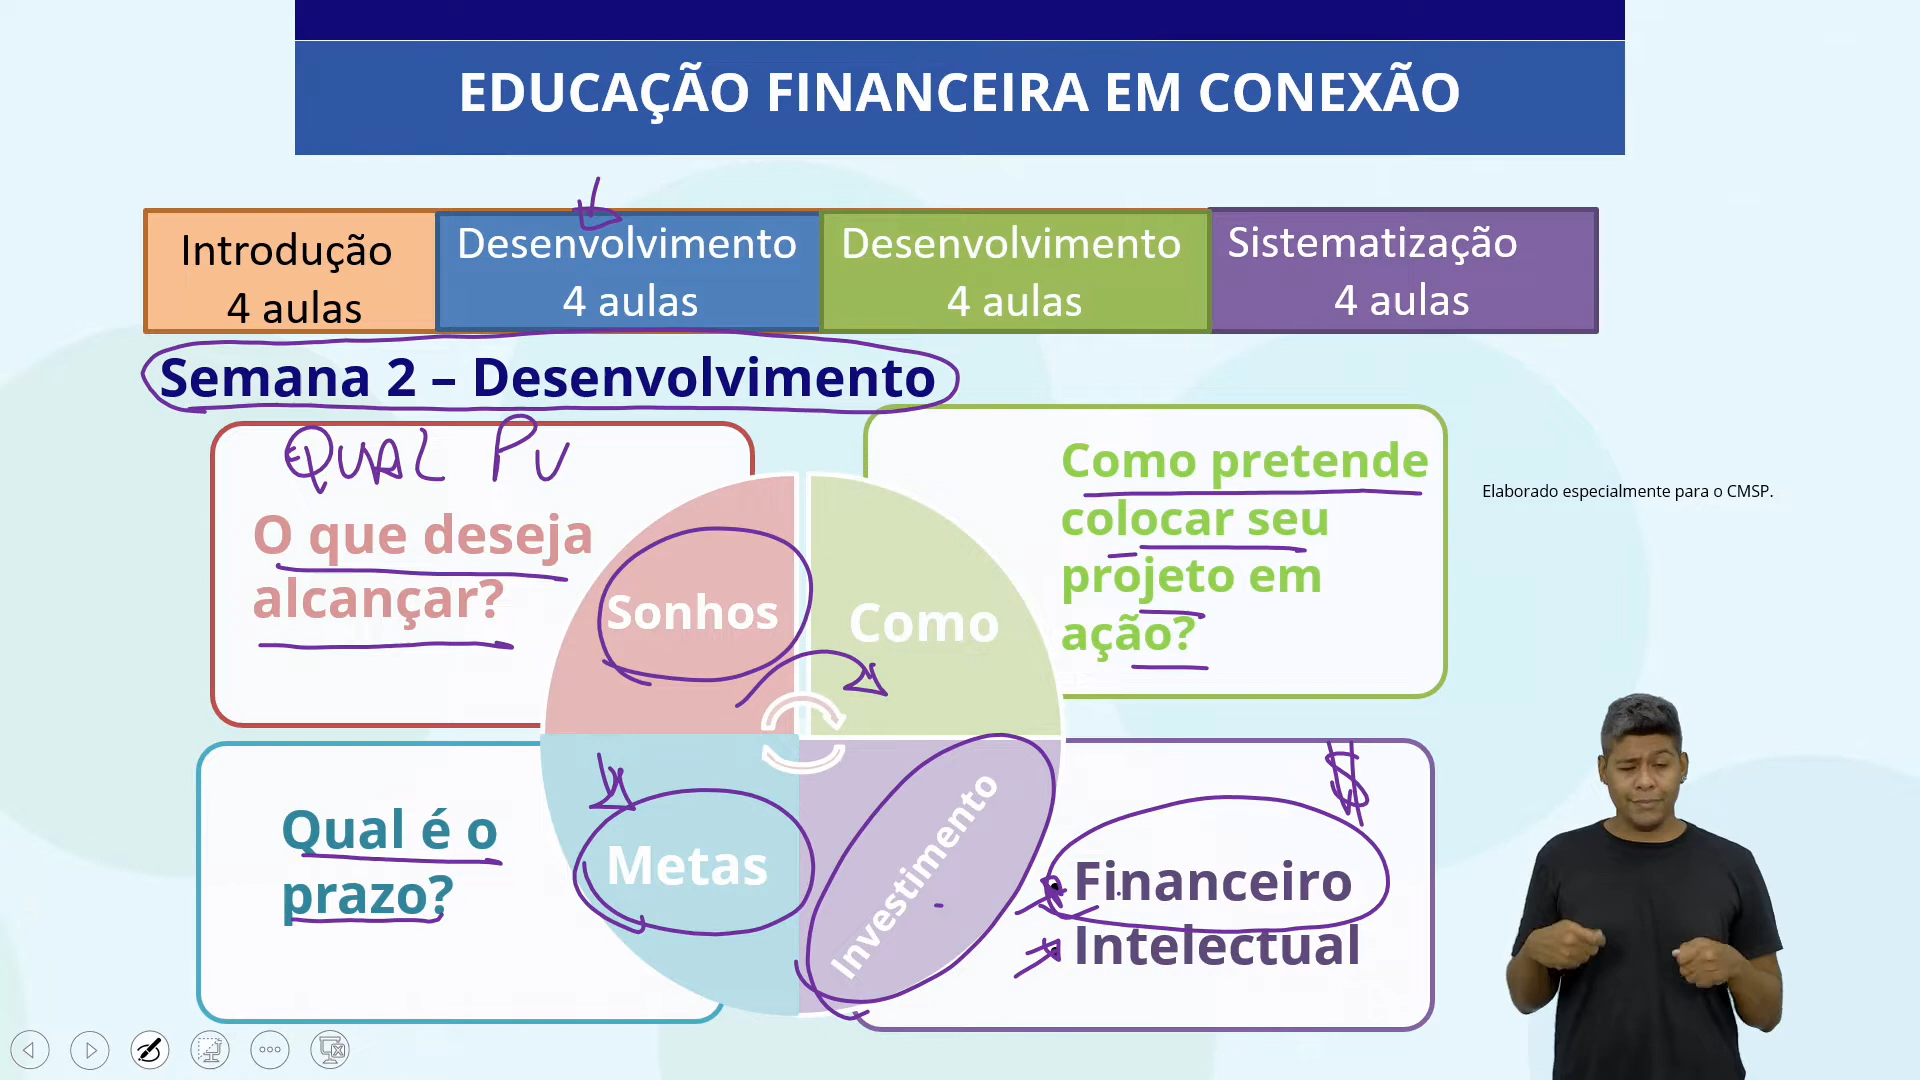 EDUCAÇÃO FINANCEIRA EM CONEXÃO
Introdução
4 aulas
Desenvolvimento
4 aulas
Desenvolvimento
4 aulas
Sistematização
4 aulas
Semana 2 – Desenvolvimento
QUAL PV
O que deseja
alcançar?
Sonhos
Como
Como pretende
colocar seu
projeto em
ação?
Elaborado especialmente para o CMSP.
Qual é o
prazo?
Metas
Investimento
$
• Financeiro
• Intelectual